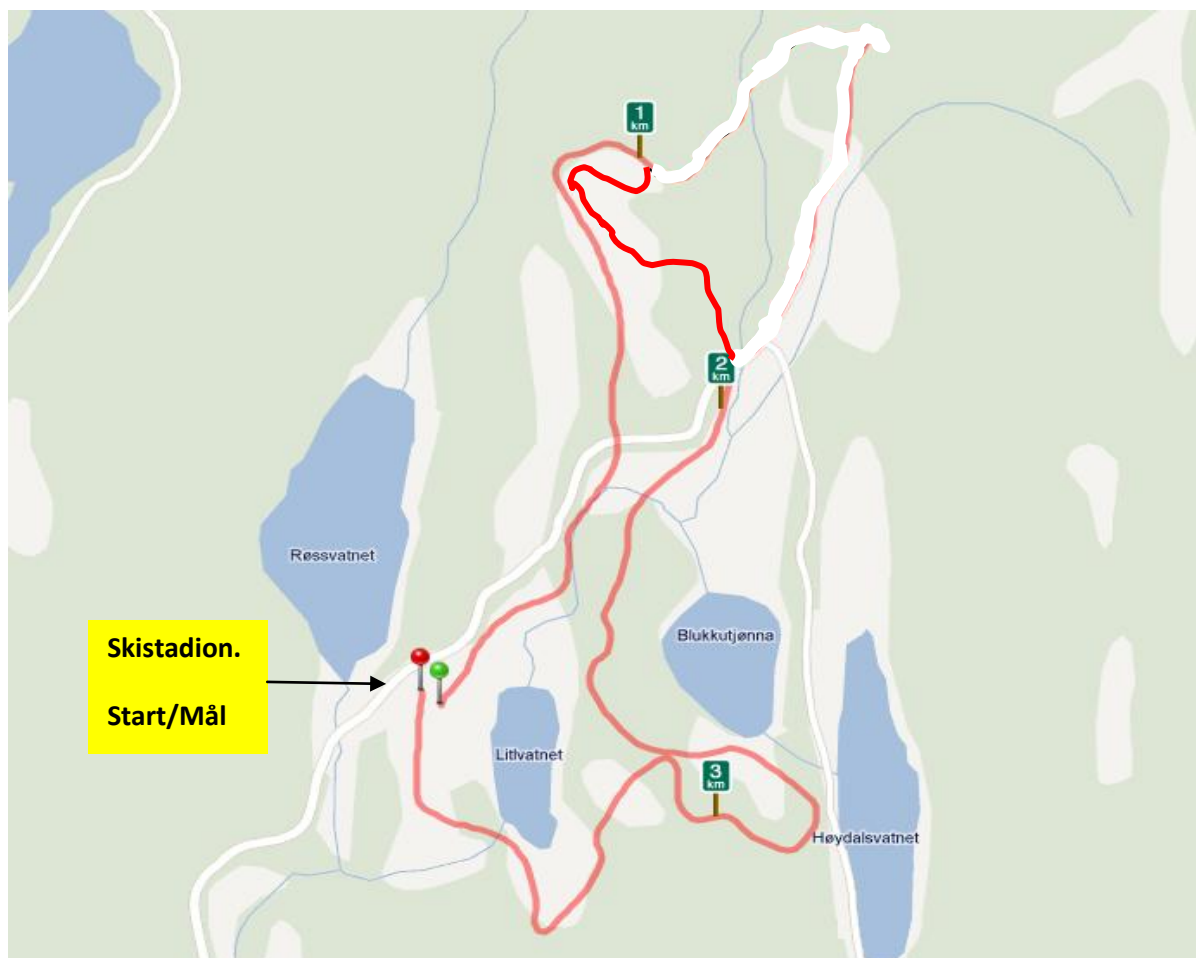 1
km
2
km
Røssvatnet
Skistadion.
Start/Mål
Blukkutjønna
Litlvatnet
3
km
Høydalsvatnet